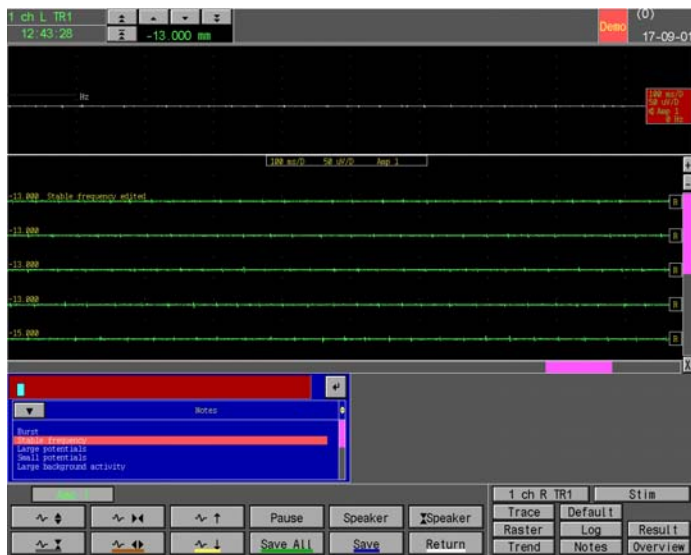 1 ch L TR1
12:43:28
-13.000 mm
Demo
(0)
17-09-01
Hz
100 ms/D
50 uV/D
Amp 1
0 Hz
100 ms/D 50 uV/D Amp 1
-13.000 Stable frequency edited
R
-13.000
R
-13.000
R
-13.000
R
-15.000
R
X
Notes
Burst
Stable frequency
Large potentials
Small potentials
Large background activity
Amp 1
1 ch R TR1 Stim
Pause Speaker Speaker
Trace Default
Raster Log Result
Save All Save Return
Trend Notes Overview